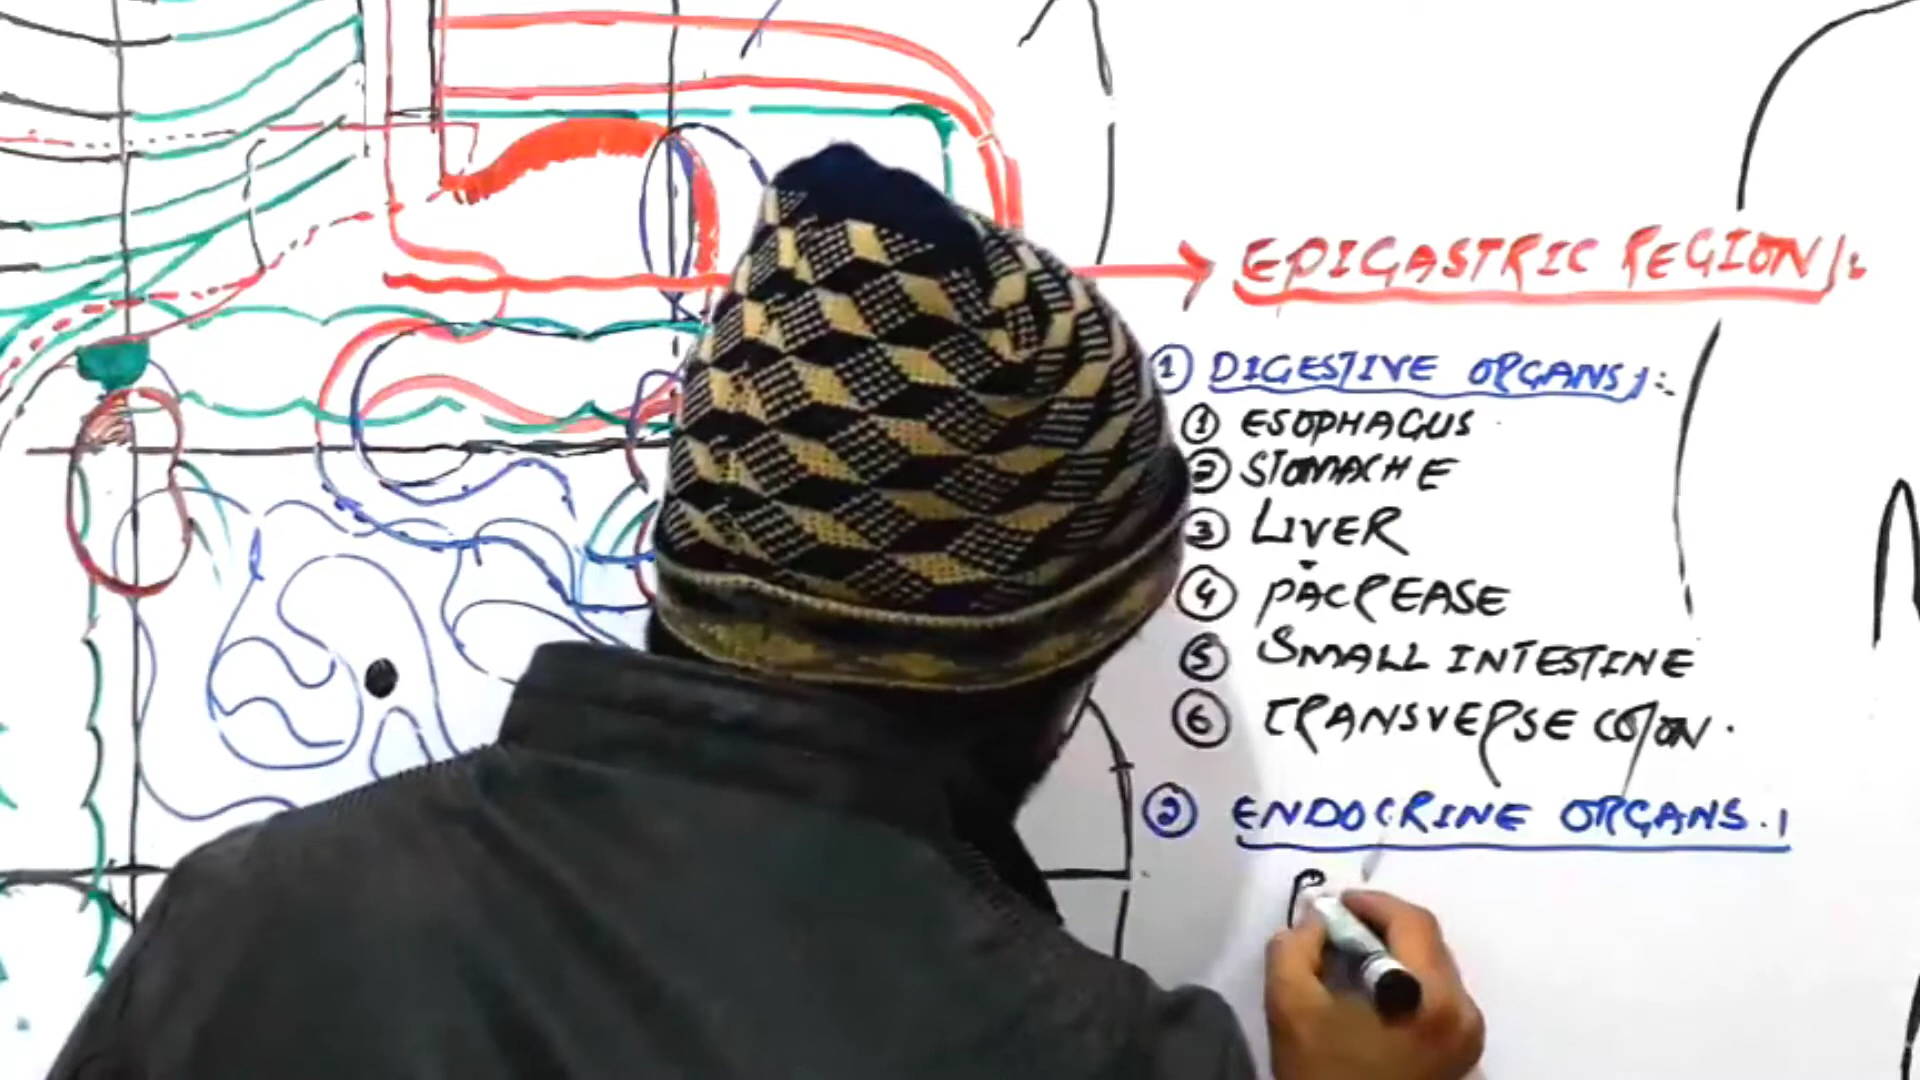 EPIGASTRIC REGION:
① DIGESTIVE ORGANS:-
① ESOPHAGUS
② STOMACHE
③ LIVER
④ PACREASE
⑤ SMALL INTESTINE
⑥ TRANSVERSE COLON.
② ENDOCRINE ORGANS.